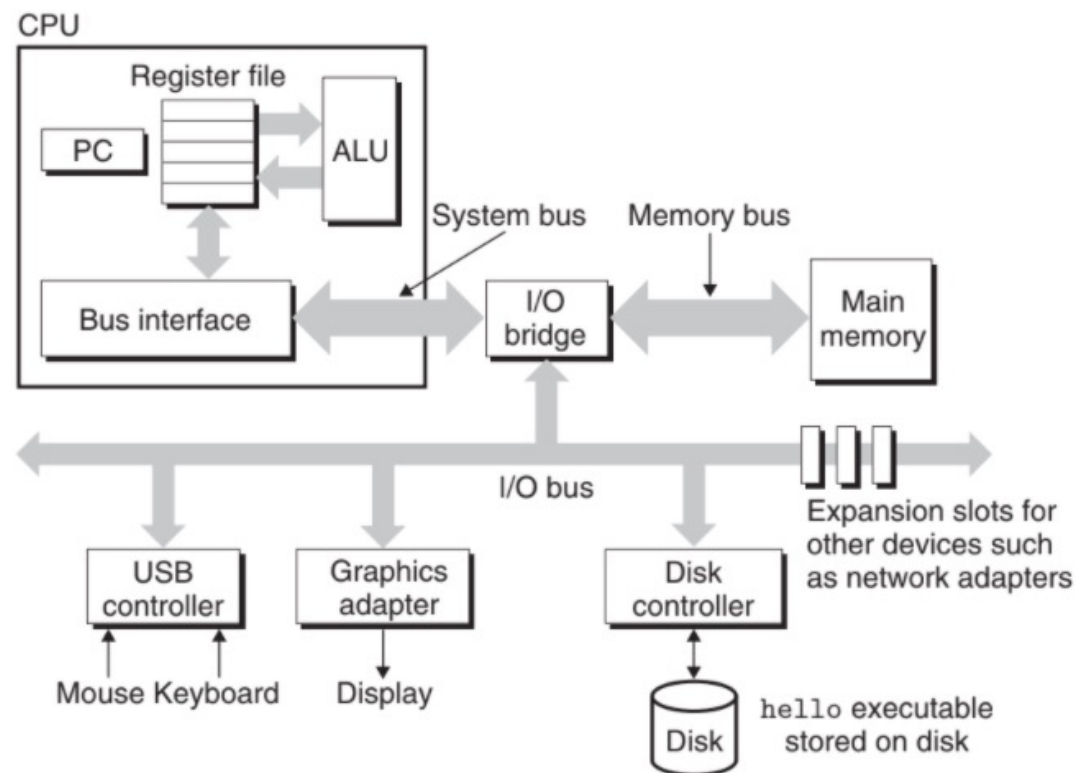 CPU
Register file
PC
ALU
System bus
Memory bus
Bus interface
I/O
bridge
Main
memory
I/O bus
Expansion slots for
other devices such
as network adapters
USB
controller
Graphics
adapter
Disk
controller
Mouse Keyboard
Display
Disk
hello executable
stored on disk